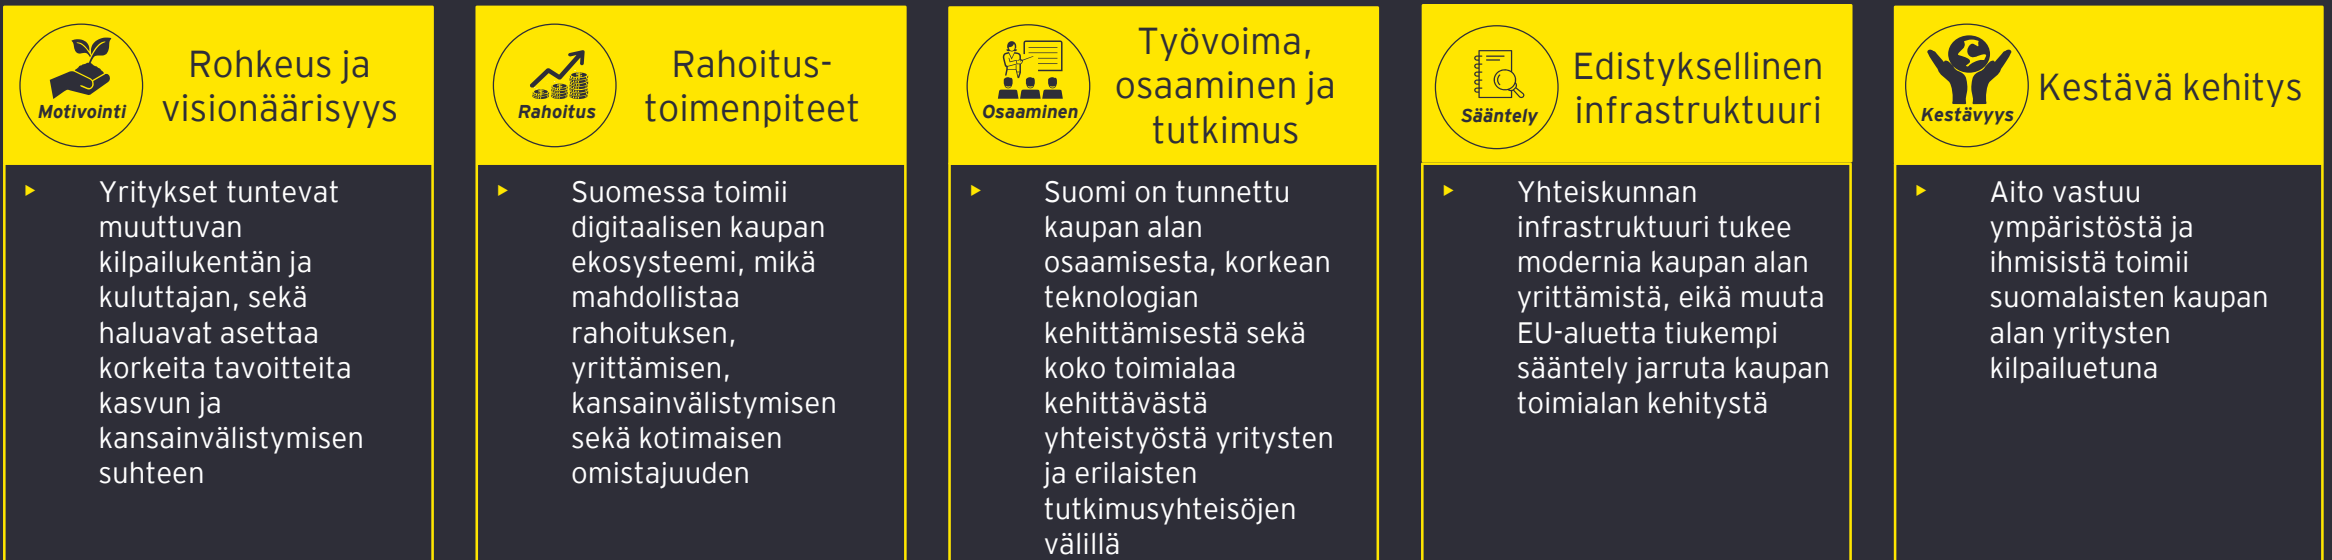 Motivointi
Rohkeus ja
visionäärisyys
Yritykset tuntevat
muuttuvan
kilpailukentän ja
kuluttajan, sekä
haluavat asettaa
korkeita tavoitteita
kasvun ja
kansainvälistymisen
suhteen
Rahoitus
Rahoitus-
toimenpiteet
Suomessa toimii
digitaalisen kaupan
ekosysteemi, mikä
mahdollistaa
rahoituksen,
yrittämisen,
kansainvälistymisen
sekä kotimaisen
omistajuuden
Osaaminen
Työvoima,
osaaminen ja
tutkimus
Suomi on tunnettu
kaupan alan
osaamisesta, korkean
teknologian
kehittämisestä sekä
koko toimialaa
kehittävästä
yhteistyöstä yritysten
ja erilaisten
tutkimusyhteisöjen
välillä
Sääntely
Edistyksellinen
infrastruktuuri
Yhteiskunnan
infrastruktuuri tukee
modernia kaupan alan
yrittämistä, eikä muuta
EU-aluetta tiukempi
sääntely jarruta kaupan
toimialan kehitystä
Kestävyys
Kestävä kehitys
Aito vastuu
ympäristöstä ja
ihmisistä toimii
suomalaisten kaupan
alan yritysten
kilpailuetuna